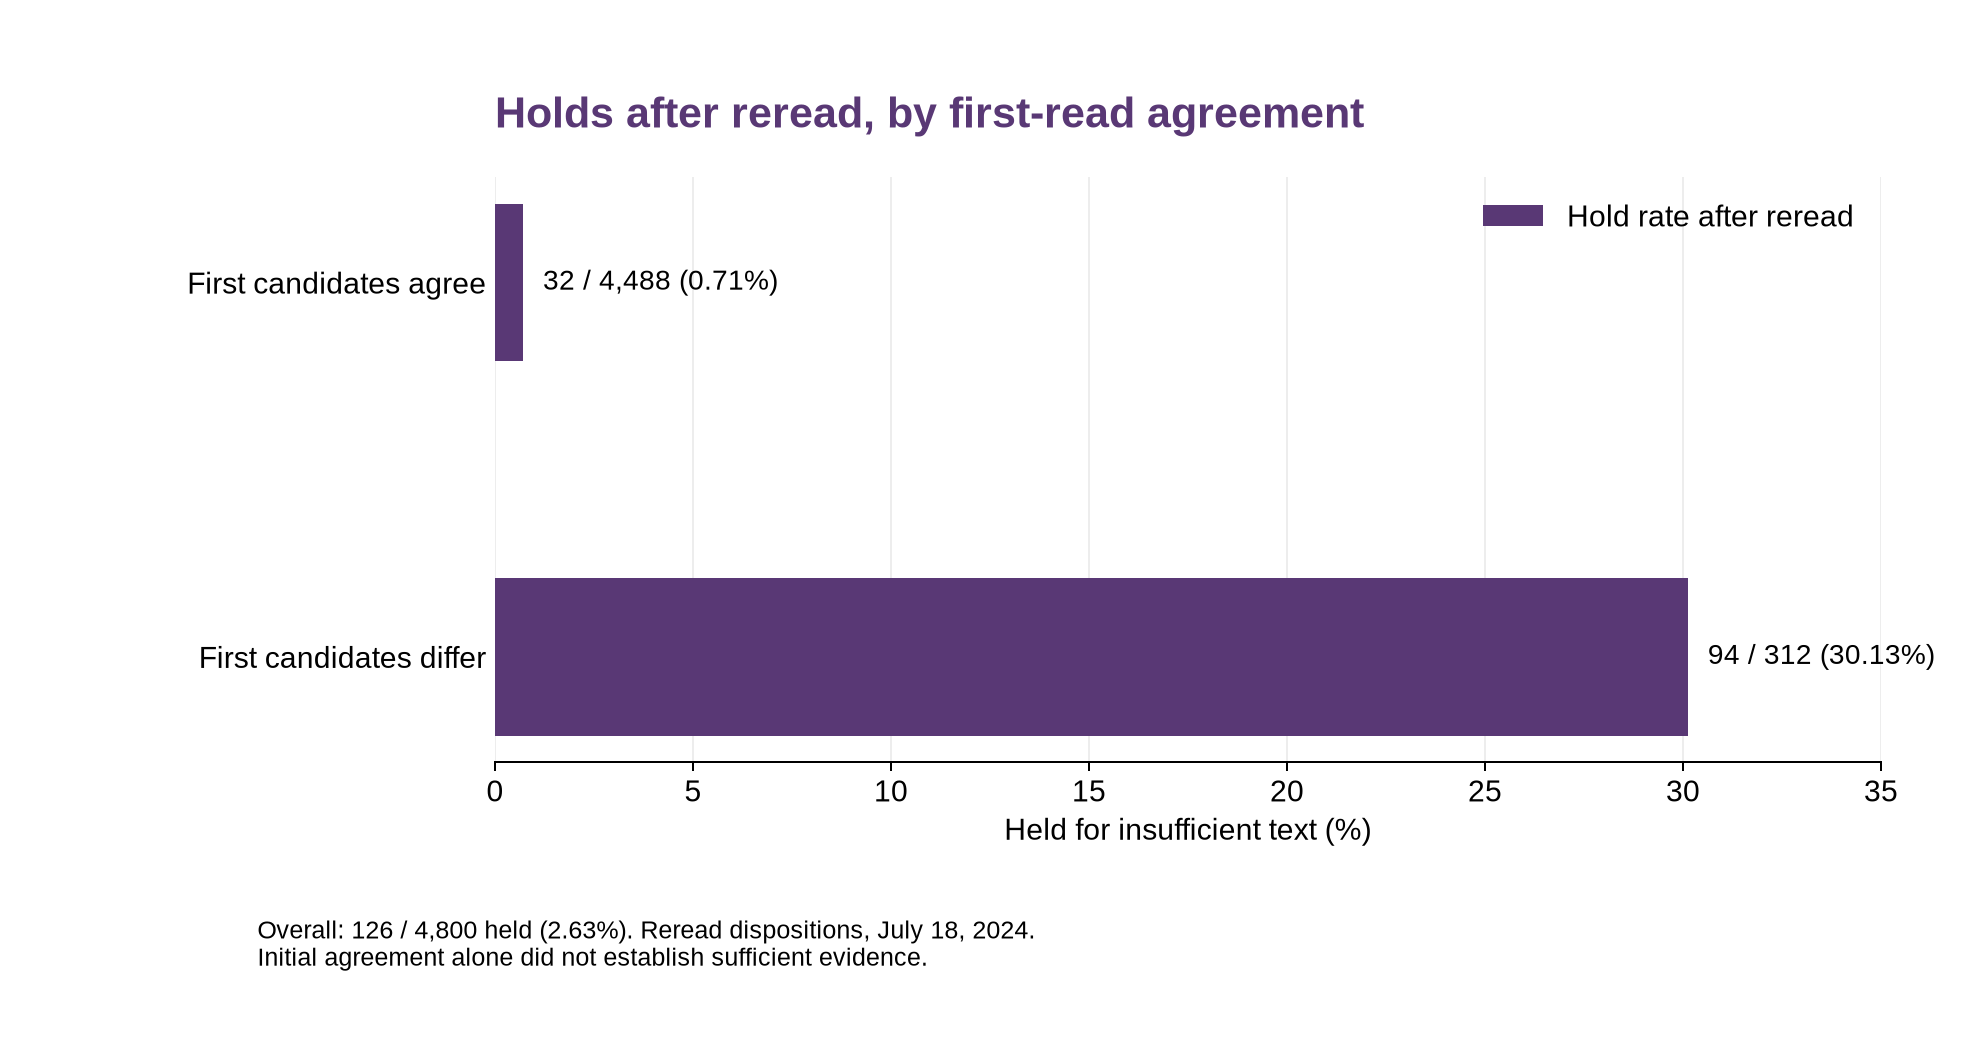 Holds after reread, by first-read agreement
Hold rate after reread
First candidates agree
32 / 4,488 (0.71%)
First candidates differ
94 / 312 (30.13%)
0 5 10 15 20 25 30 35
Held for insufficient text (%)
Overall: 126 / 4,800 held (2.63%). Reread dispositions, July 18, 2024.
Initial agreement alone did not establish sufficient evidence.